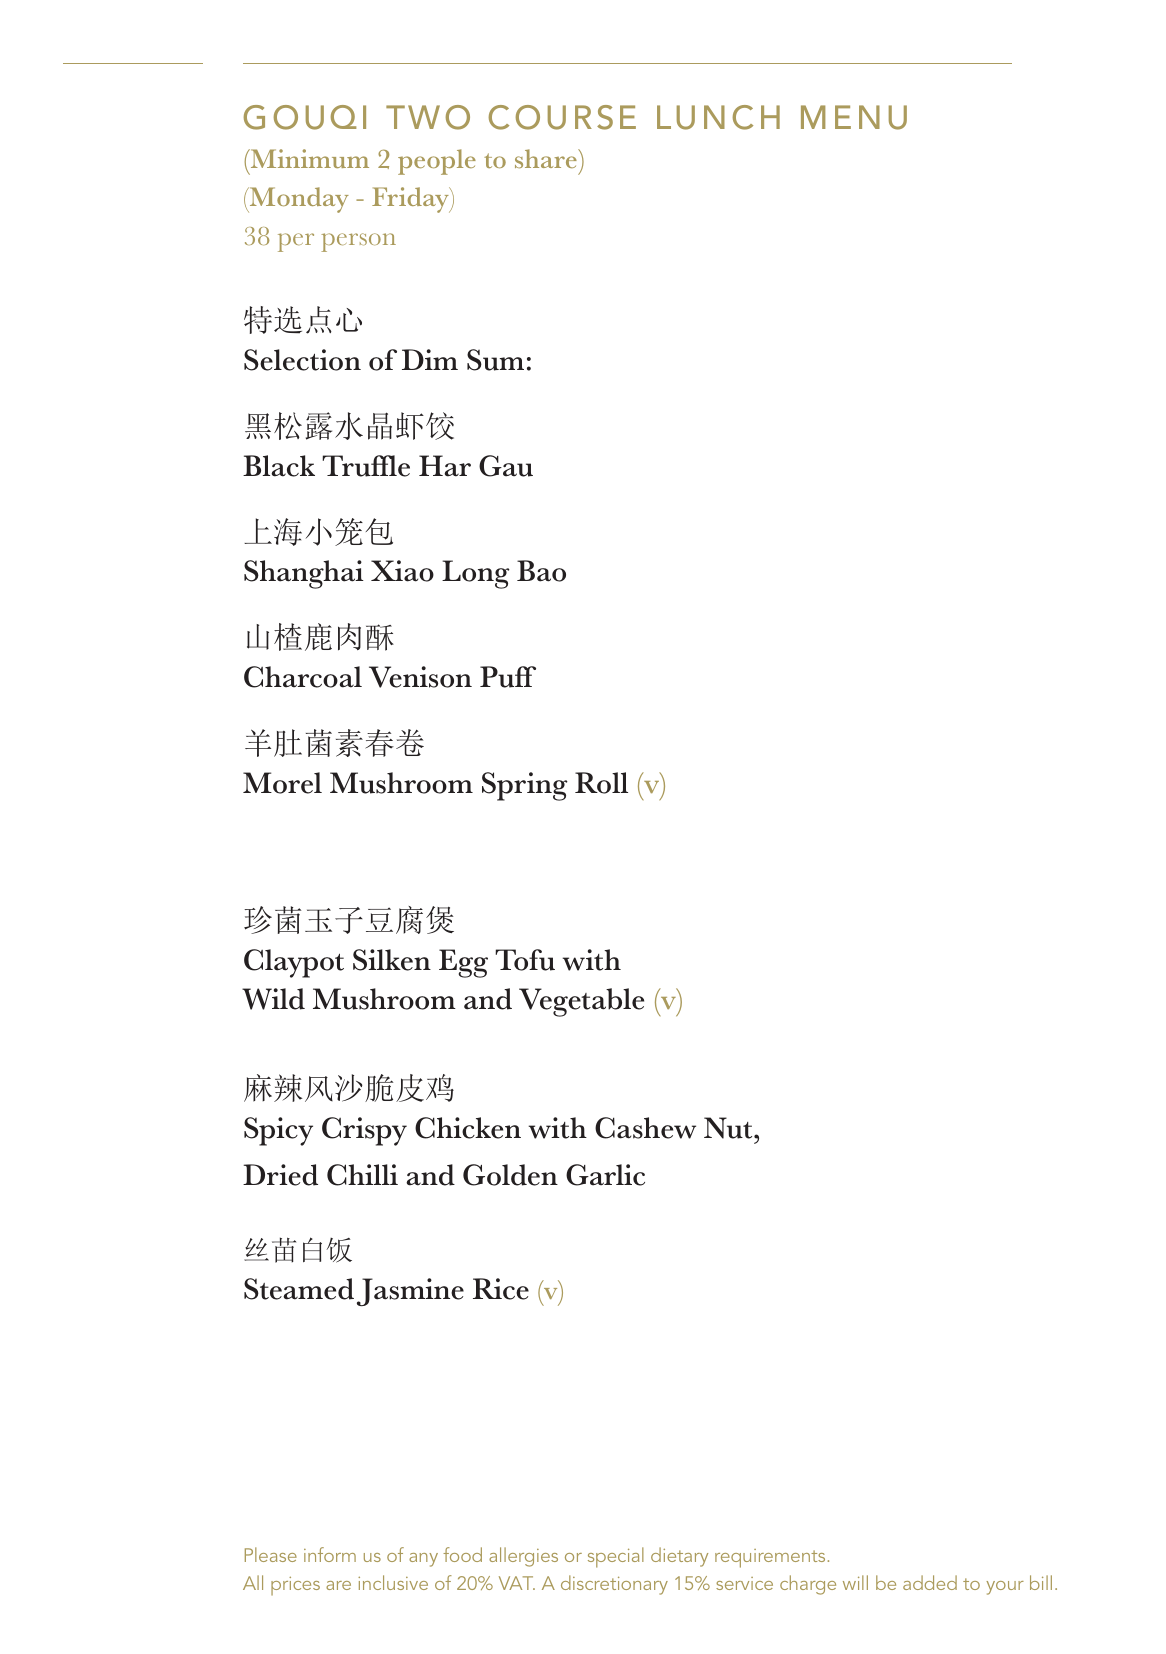 GOUQI TWO COURSE LUNCH MENU
(Minimum 2 people to share)
(Monday - Friday)
38 per person
特选点心
Selection of Dim Sum:
黑松露水晶虾饺
Black Truffle Har Gau
上海小笼包
Shanghai Xiao Long Bao
山楂鹿肉酥
Charcoal Venison Puff
羊肚菌素春卷
Morel Mushroom Spring Roll (v)
珍菌玉子豆腐煲
Claypot Silken Egg Tofu with
Wild Mushroom and Vegetable (v)
麻辣风沙脆皮鸡
Spicy Crispy Chicken with Cashew Nut,
Dried Chilli and Golden Garlic
丝苗白饭
Steamed Jasmine Rice (v)
Please inform us of any food allergies or special dietary requirements.
All prices are inclusive of 20% VAT. A discretionary 15% service charge will be added to your bill.